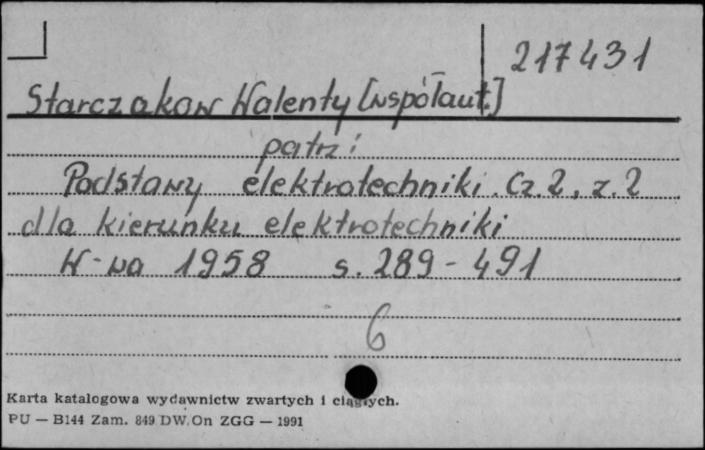 217431
Starczakow Walenty [współaut.]
patrz:
Podstawy elektrotechniki. Cz. 2, z. 2
dla kierunku elektrotechniki
W-wa 1958 s. 289-491
6
Karta katalogowa wydawnictw zwartych i ciągłych.
PU — B144 Zam. 849 DW. On ZGG — 1991